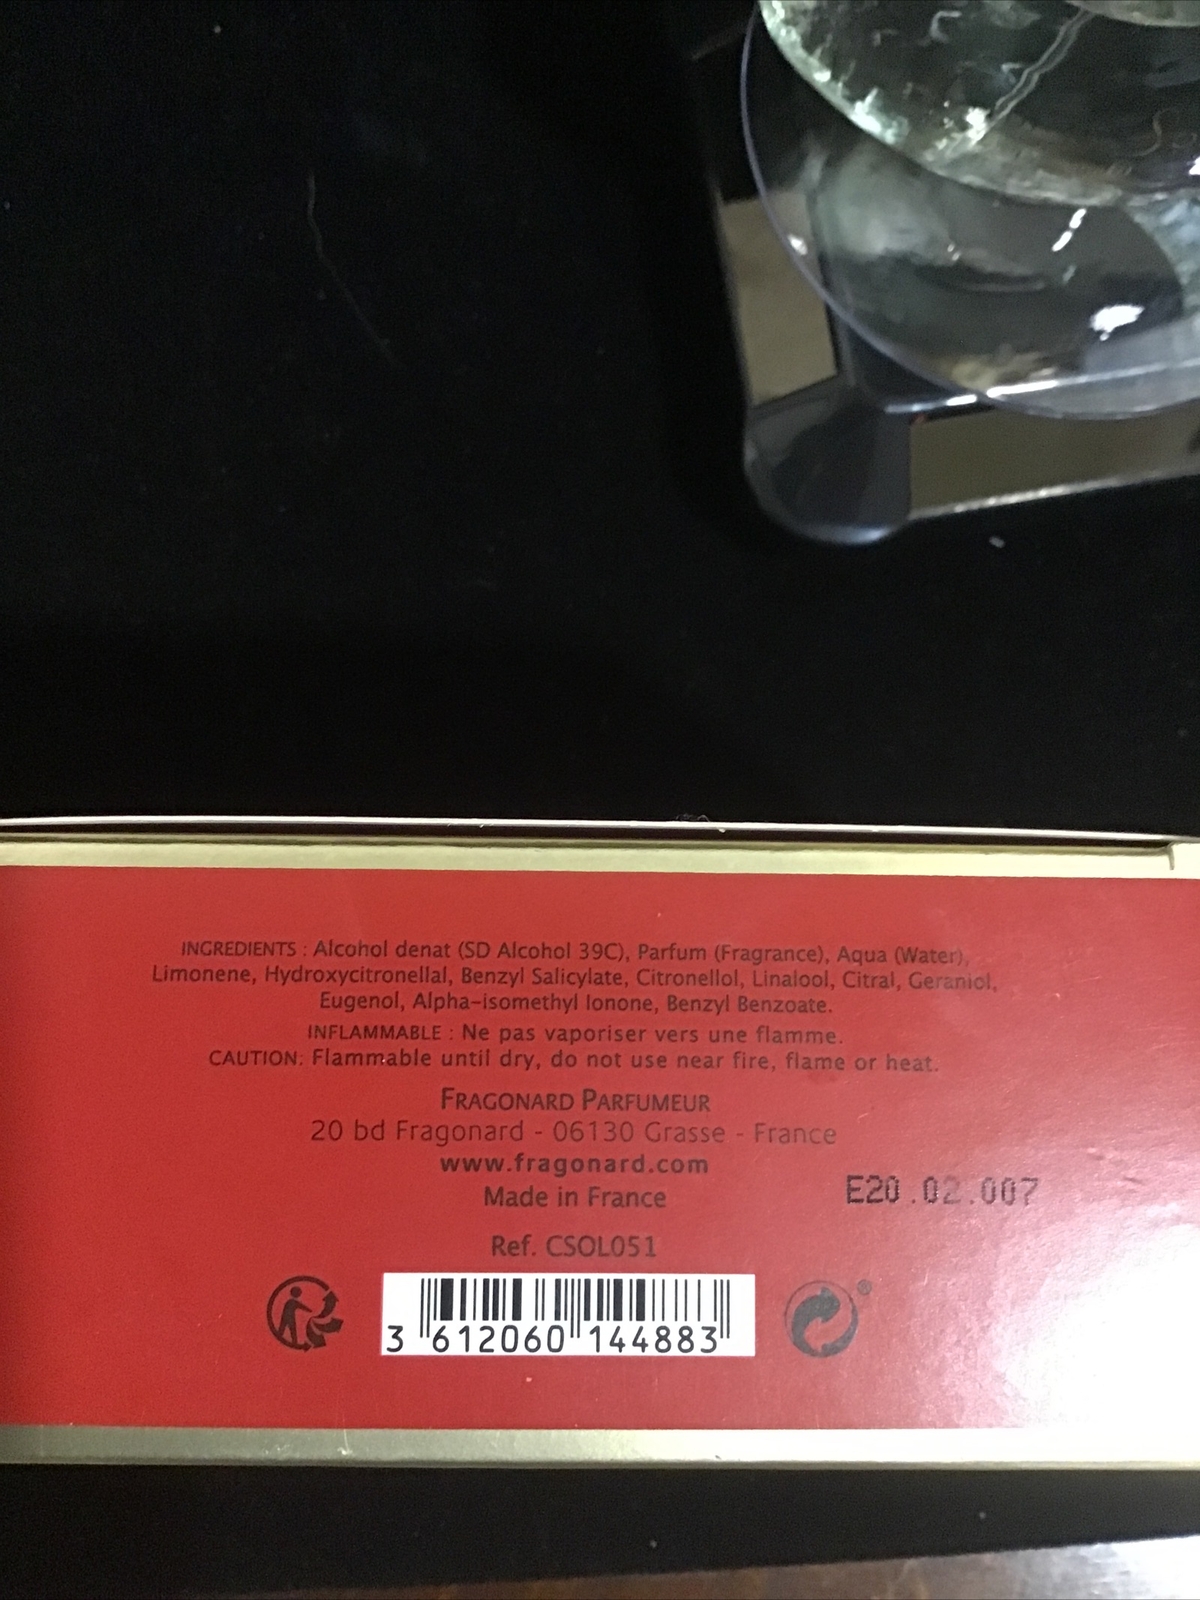 INGREDIENTS : Alcohol denat (SD Alcohol 39C), Parfum (Fragrance), Aqua (Water),
Limonene, Hydroxycitronellal, Benzyl Salicylate, Citronellol, Linalool, Citral, Geraniol,
Eugenol, Alpha-isomethyl Ionone, Benzyl Benzoate.
INFLAMMABLE : Ne pas vaporiser vers une flamme.
CAUTION: Flammable until dry, do not use near fire, flame or heat.
FRAGONARD PARFUMEUR
20 bd Fragonard - 06130 Grasse - France
www.fragonard.com
Made in France
E20.02.007
Ref. CSOL051
®
3 612060 144883